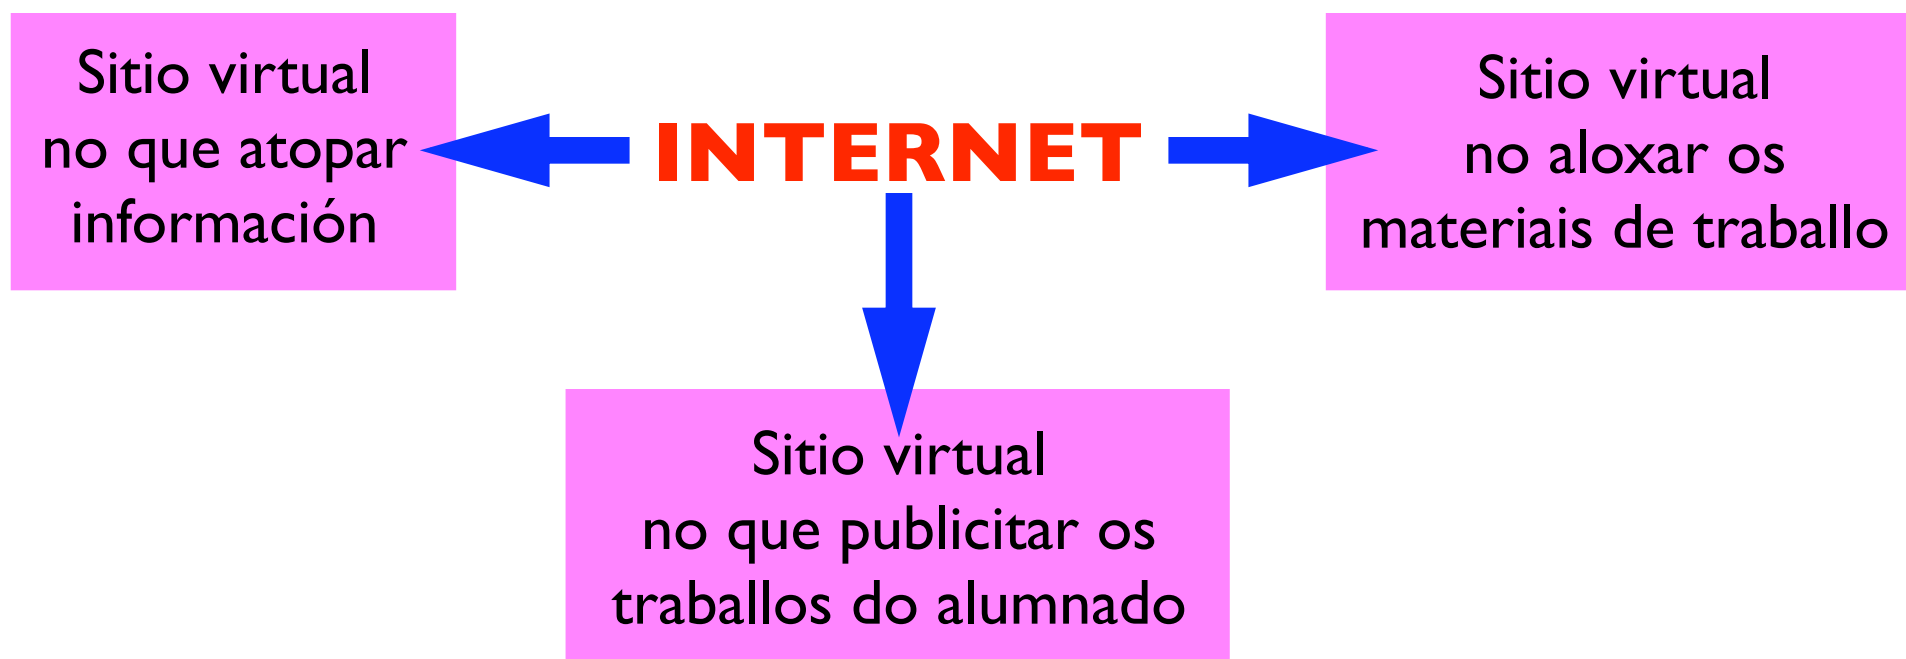 Sitio virtual
no que atopar
información
INTERNET
Sitio virtual
no aloxar os
materiais de traballo
Sitio virtual
no que publicitar os
traballos do alumnado